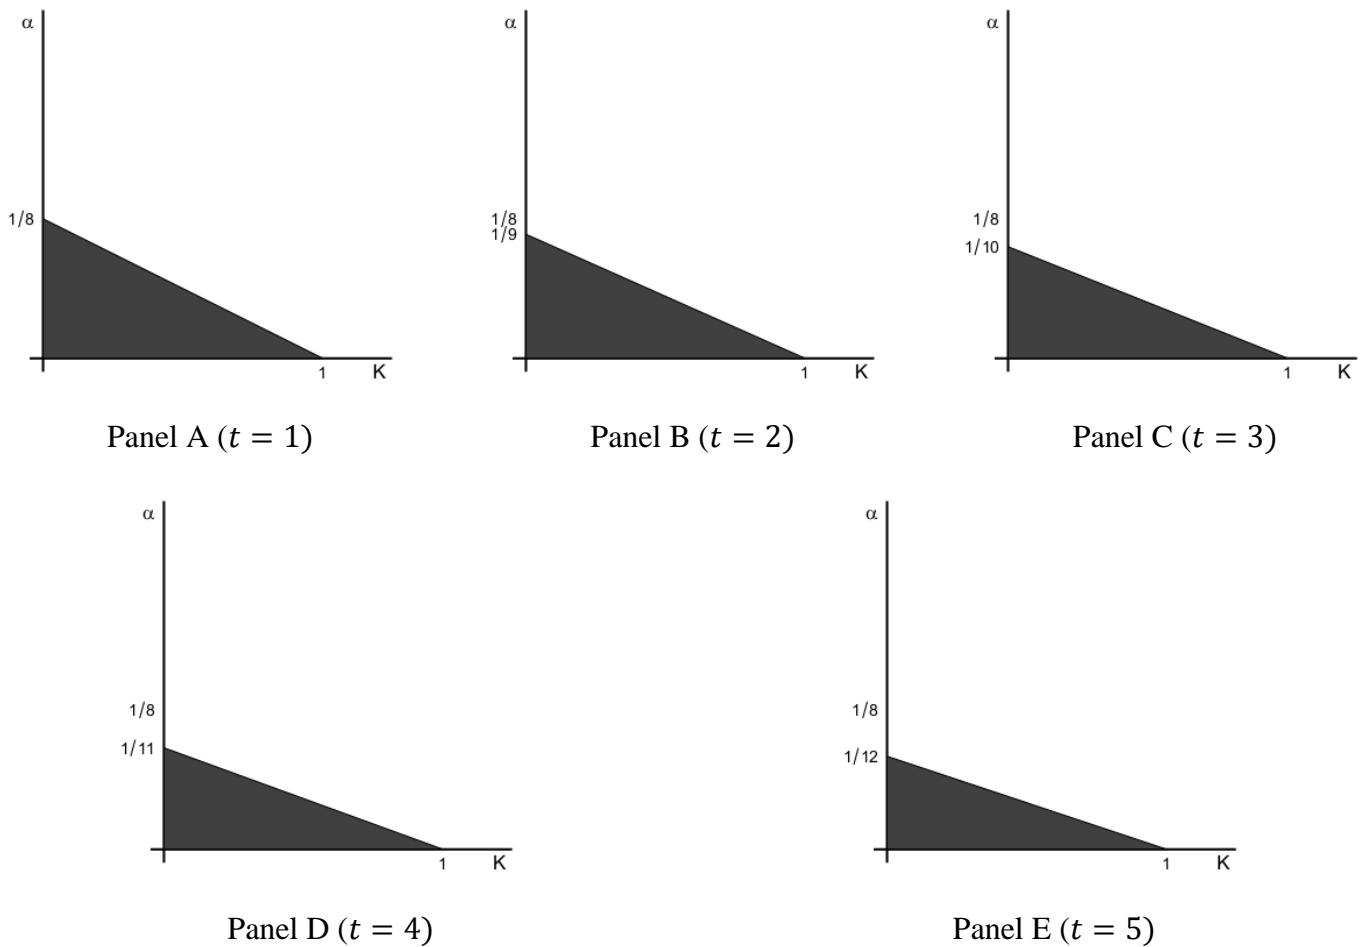 α α α
1/8 1/8 1/8
1/9 1/10
1 K 1 K 1 K
Panel A (t = 1) Panel B (t = 2) Panel C (t = 3)
α α
1/8 1/8
1/11 1/12
1 K 1 K
Panel D (t = 4) Panel E (t = 5)